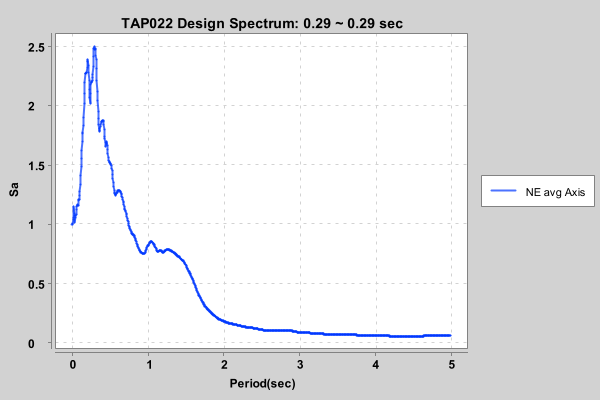 TAP022 Design Spectrum: 0.29 ~ 0.29 sec
2.5
2
1.5
1
0.5
0
Sa
0 1 2 3 4 5
Period(sec)
NE avg Axis